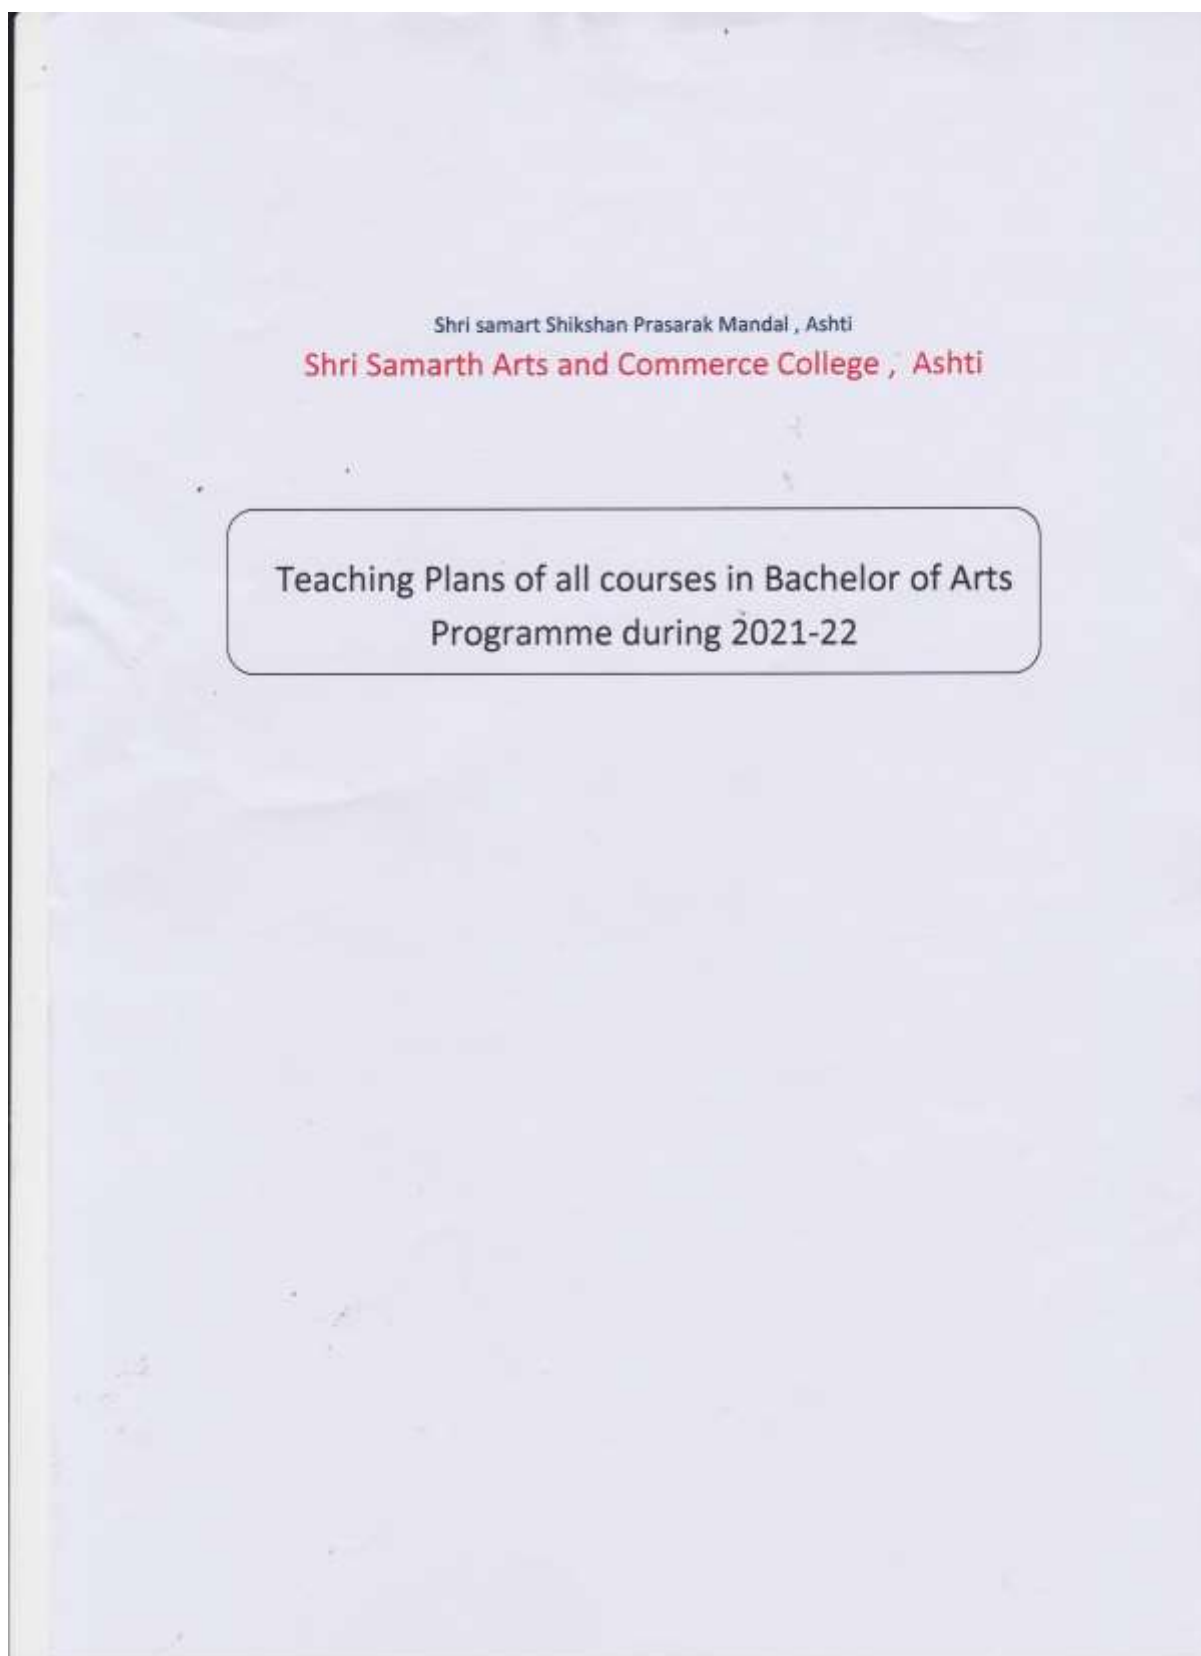 Shri samart Shikshan Prasarak Mandal , Ashti
Shri Samarth Arts and Commerce College , Ashti
Teaching Plans of all courses in Bachelor of Arts
Programme during 2021-22